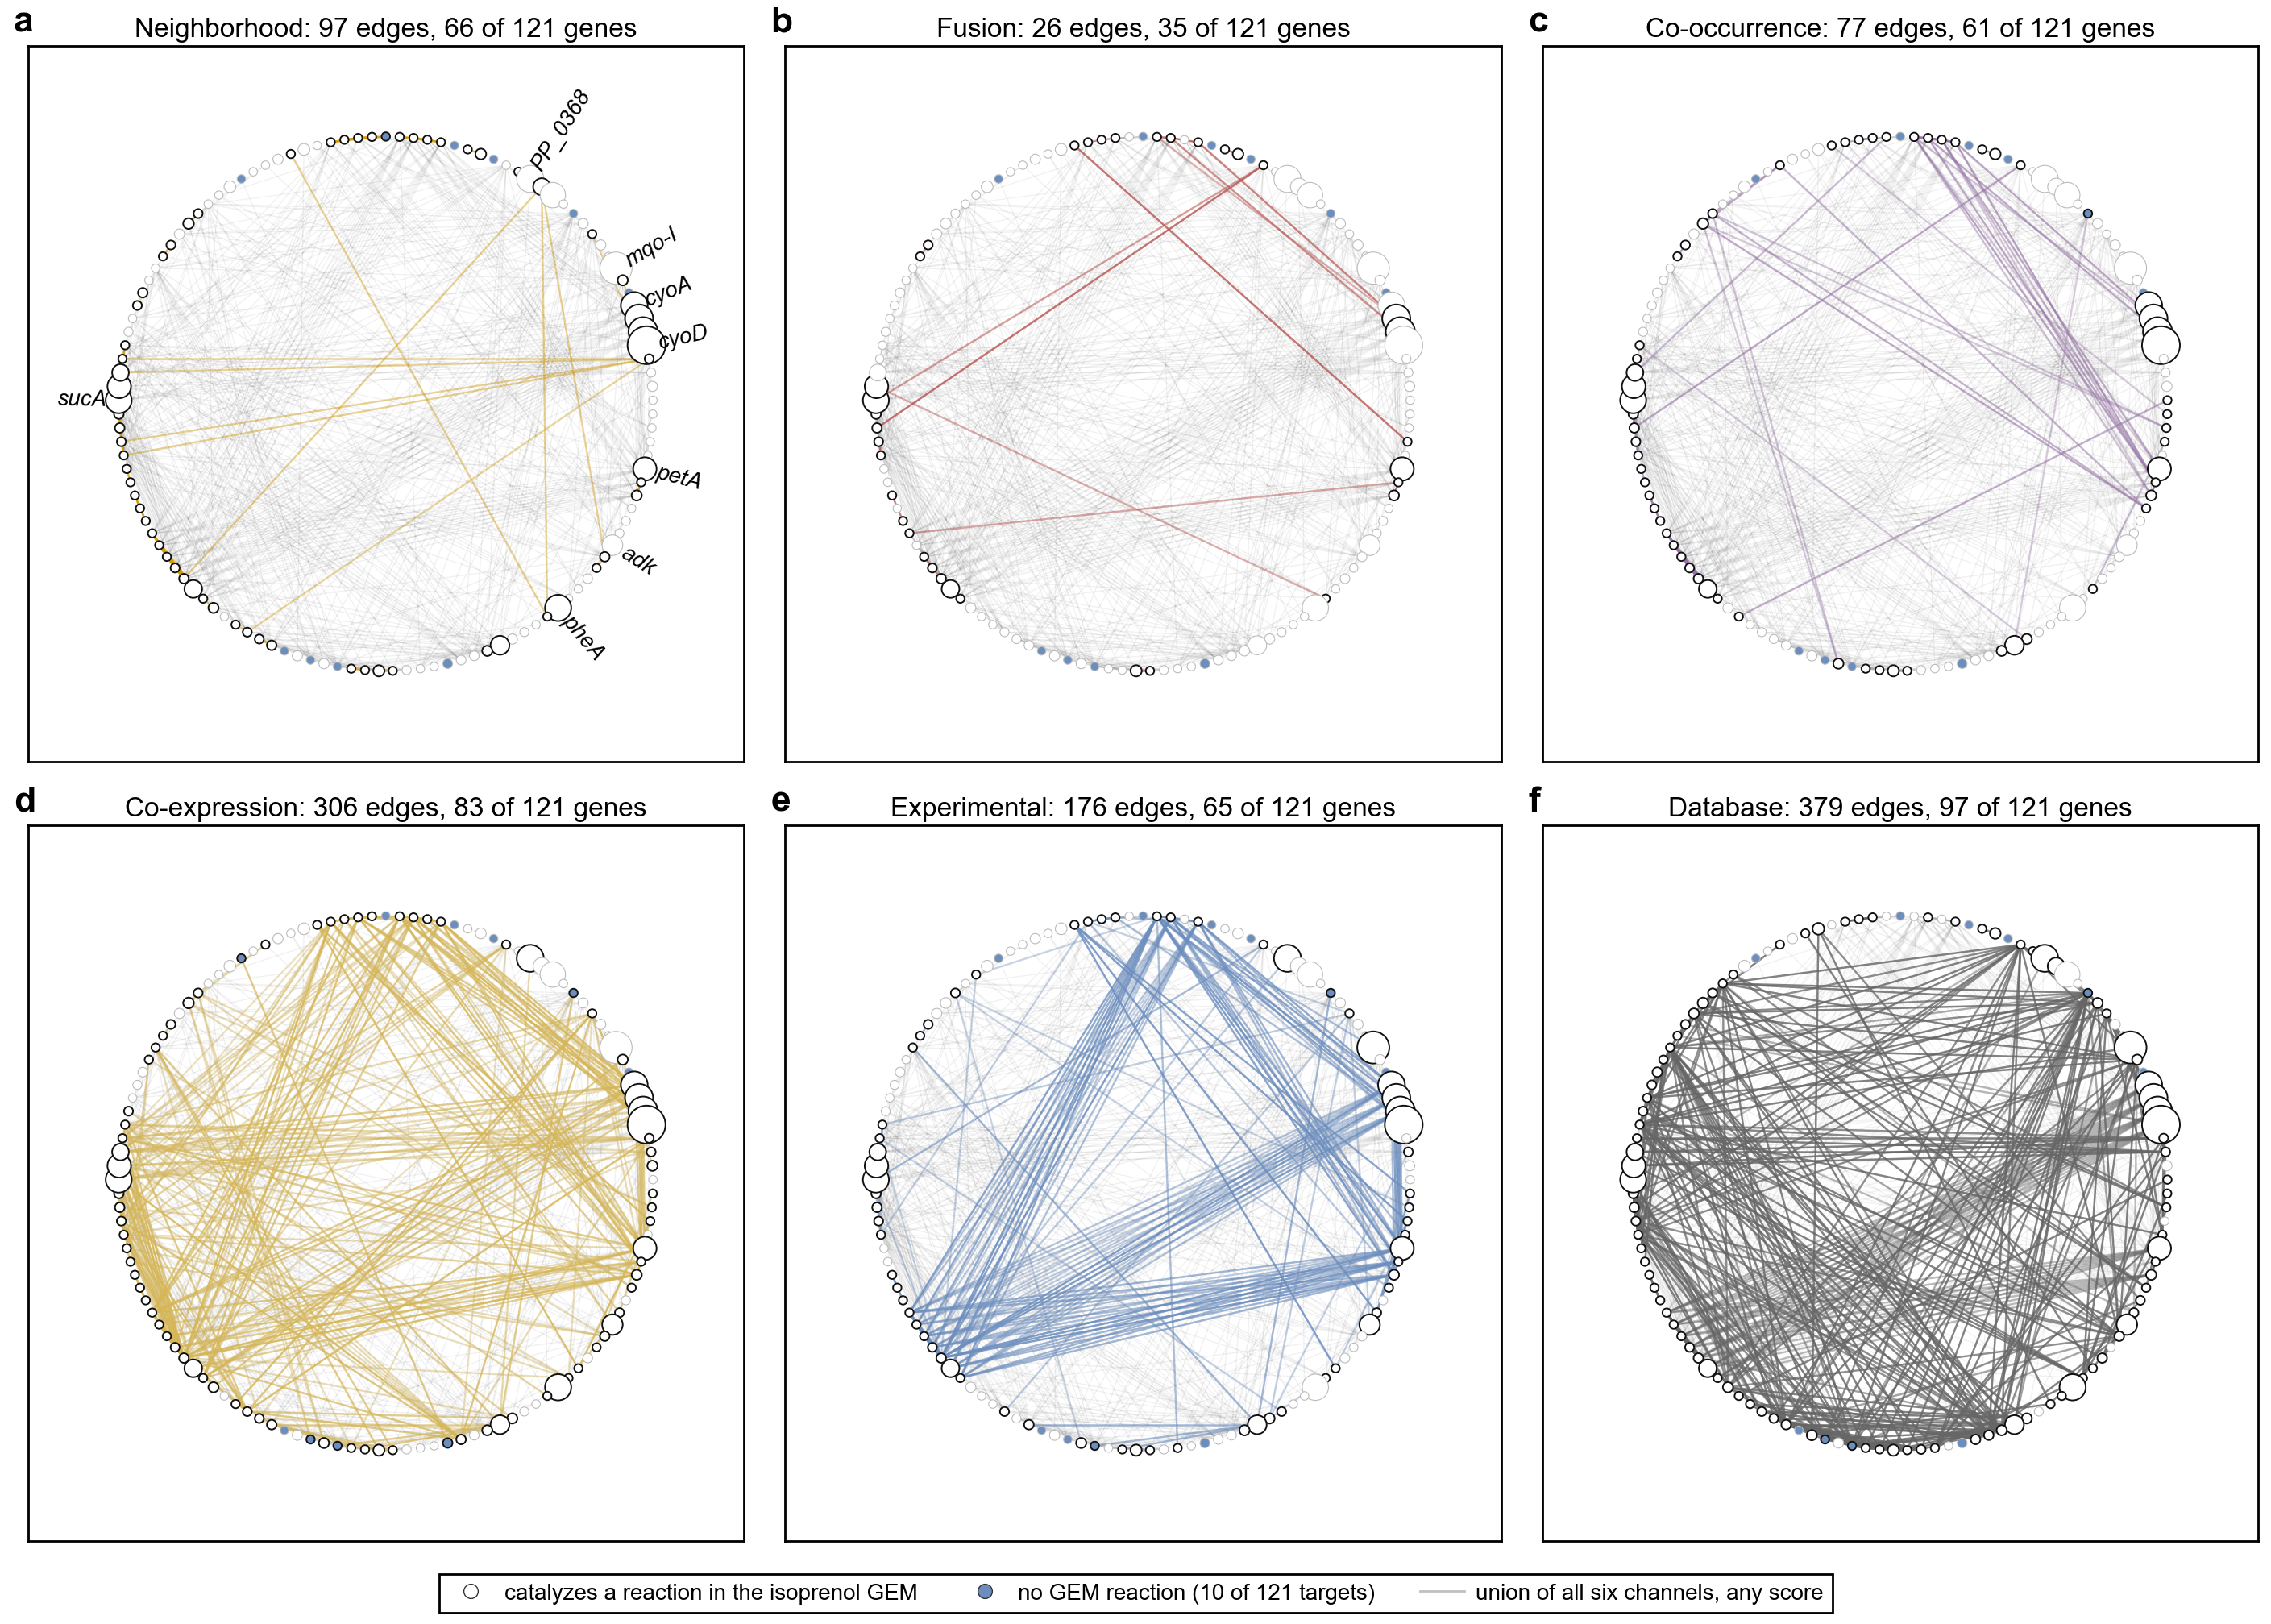 a
Neighborhood: 97 edges, 66 of 121 genes
PP_0368
mqo-I
cyoA
cyoD
sucA
petA
adk
pheA
b
Fusion: 26 edges, 35 of 121 genes
c
Co-occurrence: 77 edges, 61 of 121 genes
d
Co-expression: 306 edges, 83 of 121 genes
e
Experimental: 176 edges, 65 of 121 genes
f
Database: 379 edges, 97 of 121 genes
catalyzes a reaction in the isoprenol GEM
no GEM reaction (10 of 121 targets)
union of all six channels, any score